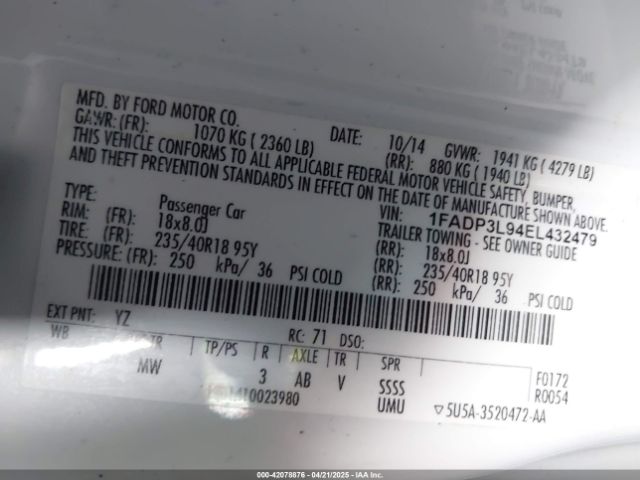 MFD. BY FORD MOTOR CO.
DATE: 10/14 GVWR: 1941 KG ( 4279 LB)
GAWR: (FR): 1070 KG ( 2360 LB) (RR): 880 KG ( 1940 LB)
THIS VEHICLE CONFORMS TO ALL APPLICABLE FEDERAL MOTOR VEHICLE SAFETY, BUMPER,
AND THEFT PREVENTION STANDARDS IN EFFECT ON THE DATE OF MANUFACTURE SHOWN ABOVE.
VIN: 1FADP3L94EL432479
TYPE: Passenger Car TRAILER TOWING - SEE OWNER GUIDE
RIM: (FR): 18x8.0J (RR): 18x8.0J
TIRE: (FR): 235/40R18 95Y (RR): 235/40R18 95Y
PRESSURE: (FR): 250 kPa/ 36 PSI COLD (RR): 250 kPa/ 36 PSI COLD
EXT PNT: YZ RC: 71 DSO:
WB TP/PS R AXLE TR SPR F0172
MW 3 AB V SSSS R0054
10023980 UMU ▽5U5A-3520472-AA
000-42078876 - 04/21/2025 - IAA Inc.